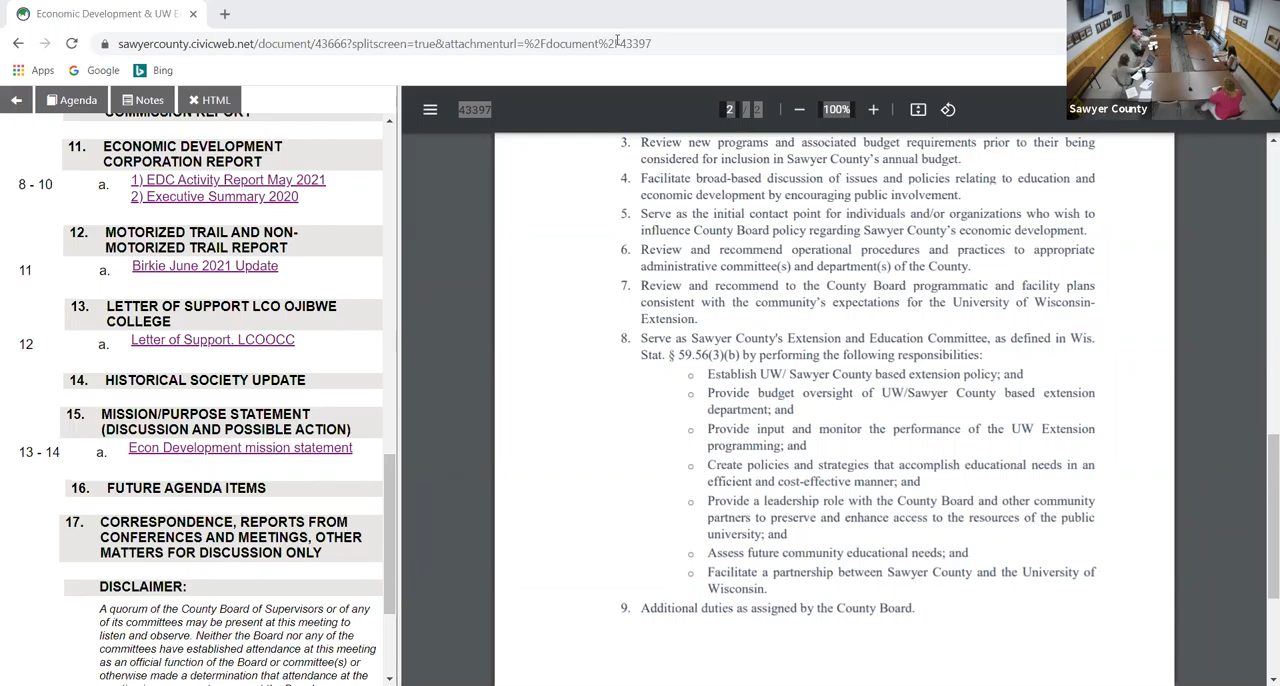 Economic Development & UW E
sawyercounty.civicweb.net/document/43666?splitscreen=true&attachmenturl=%2Fdocument%2F43397
Apps Google Bing
Sawyer County
Agenda Notes HTML
43397 2 / 2 100%
COMMISSION REPORT
11. ECONOMIC DEVELOPMENT
CORPORATION REPORT
8 - 10 a. 1) EDC Activity Report May 2021
2) Executive Summary 2020
12. MOTORIZED TRAIL AND NON-
MOTORIZED TRAIL REPORT
11 a. Birkie June 2021 Update
13. LETTER OF SUPPORT LCO OJIBWE
COLLEGE
12 a. Letter of Support. LCOOCC
14. HISTORICAL SOCIETY UPDATE
15. MISSION/PURPOSE STATEMENT
(DISCUSSION AND POSSIBLE ACTION)
13 - 14 a. Econ Development mission statement
16. FUTURE AGENDA ITEMS
17. CORRESPONDENCE, REPORTS FROM
CONFERENCES AND MEETINGS, OTHER
MATTERS FOR DISCUSSION ONLY
DISCLAIMER:
A quorum of the County Board of Supervisors or of any
of its committees may be present at this meeting to
listen and observe. Neither the Board nor any of the
committees have established attendance at this meeting
as an official function of the Board or committee(s) or
otherwise made a determination that attendance at the
3. Review new programs and associated budget requirements prior to their being
considered for inclusion in Sawyer County's annual budget.
4. Facilitate broad-based discussion of issues and policies relating to education and
economic development by encouraging public involvement.
5. Serve as the initial contact point for individuals and/or organizations who wish to
influence County Board policy regarding Sawyer County's economic development.
6. Review and recommend operational procedures and practices to appropriate
administrative committee(s) and department(s) of the County.
7. Review and recommend to the County Board programmatic and facility plans
consistent with the community's expectations for the University of Wisconsin-
Extension.
8. Serve as Sawyer County's Extension and Education Committee, as defined in Wis.
Stat. § 59.56(3)(b) by performing the following responsibilities:
○ Establish UW/ Sawyer County based extension policy; and
○ Provide budget oversight of UW/Sawyer County based extension
department; and
○ Provide input and monitor the performance of the UW Extension
programming; and
○ Create policies and strategies that accomplish educational needs in an
efficient and cost-effective manner; and
○ Provide a leadership role with the County Board and other community
partners to preserve and enhance access to the resources of the public
university; and
○ Assess future community educational needs; and
○ Facilitate a partnership between Sawyer County and the University of
Wisconsin.
9. Additional duties as assigned by the County Board.